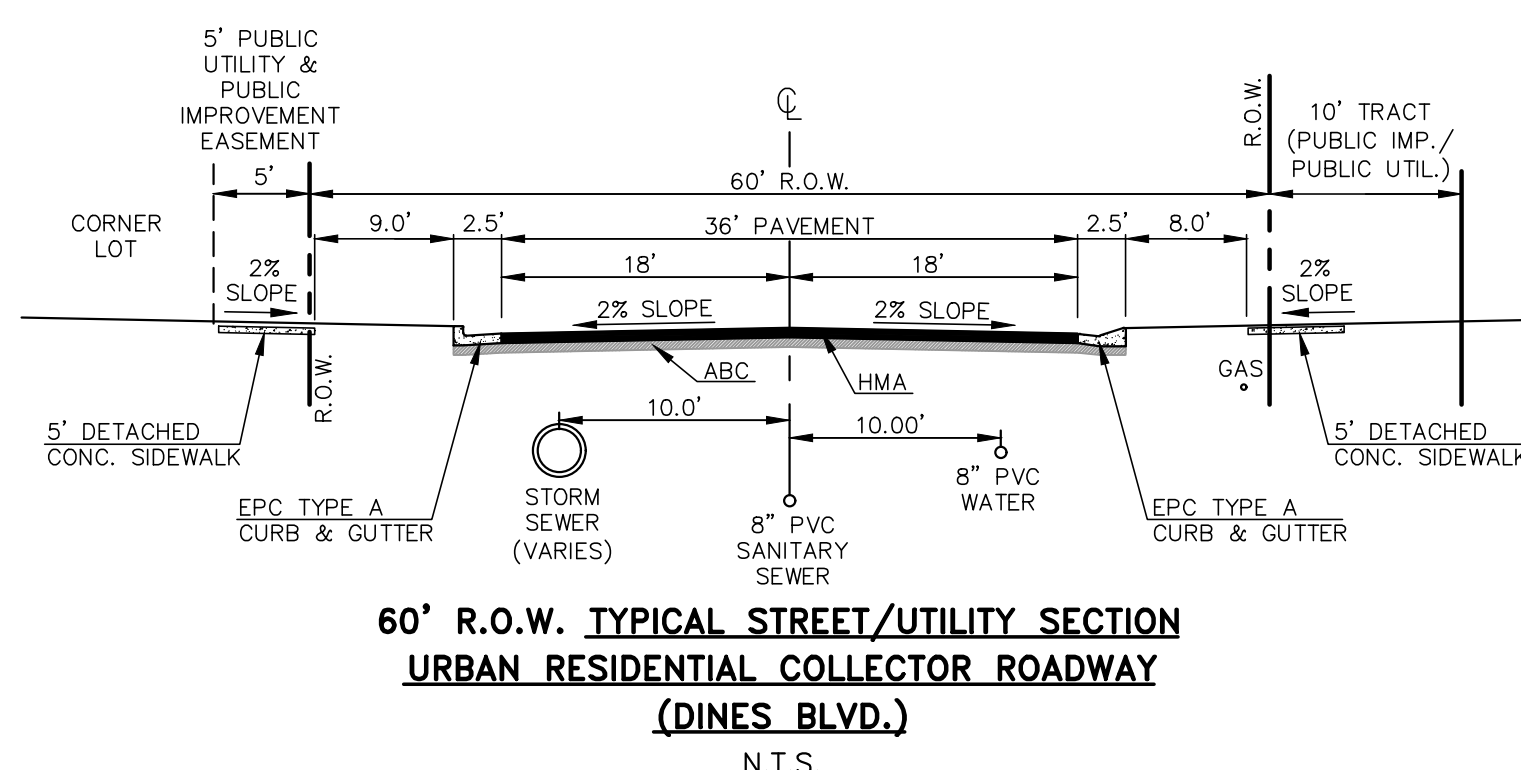 5' PUBLIC
UTILITY &
PUBLIC
IMPROVEMENT
EASEMENT
5'
CORNER
LOT
2%
SLOPE
9.0'
2.5'
℄
60' R.O.W.
36' PAVEMENT
18'
18'
2% SLOPE
2% SLOPE
2.5'
8.0'
R.O.W.
10' TRACT
(PUBLIC IMP./
PUBLIC UTIL.)
2%
SLOPE
R.O.W.
ABC
HMA
GAS
5' DETACHED
CONC. SIDEWALK
10.0'
10.00'
5' DETACHED
CONC. SIDEWALK
EPC TYPE A
CURB & GUTTER
STORM
SEWER
(VARIES)
8" PVC
SANITARY
SEWER
8" PVC
WATER
EPC TYPE A
CURB & GUTTER
60' R.O.W. TYPICAL STREET/UTILITY SECTION
URBAN RESIDENTIAL COLLECTOR ROADWAY
(DINES BLVD.)
N.T.S.